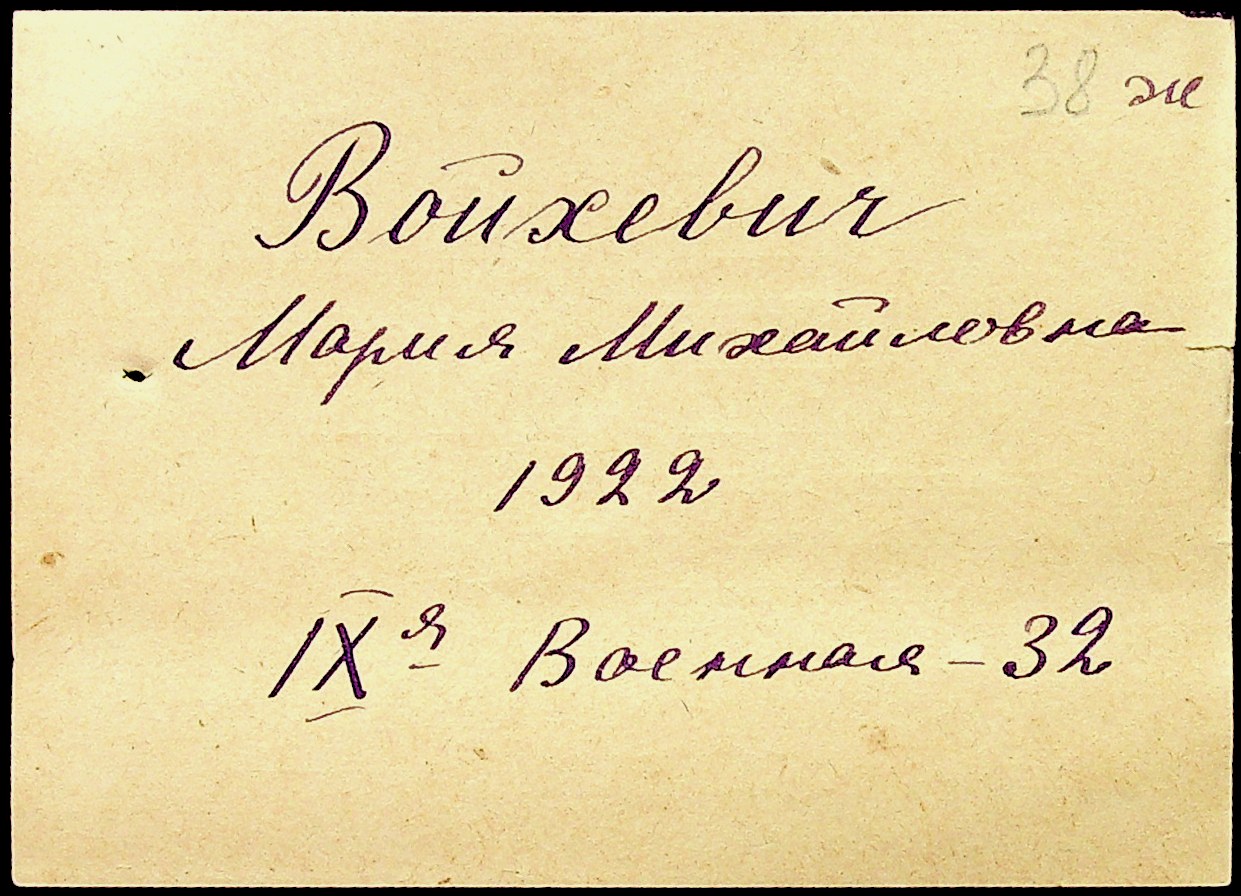 38 ж
Войхевич
Мария Михайловна
1922
IXя Военная - 32